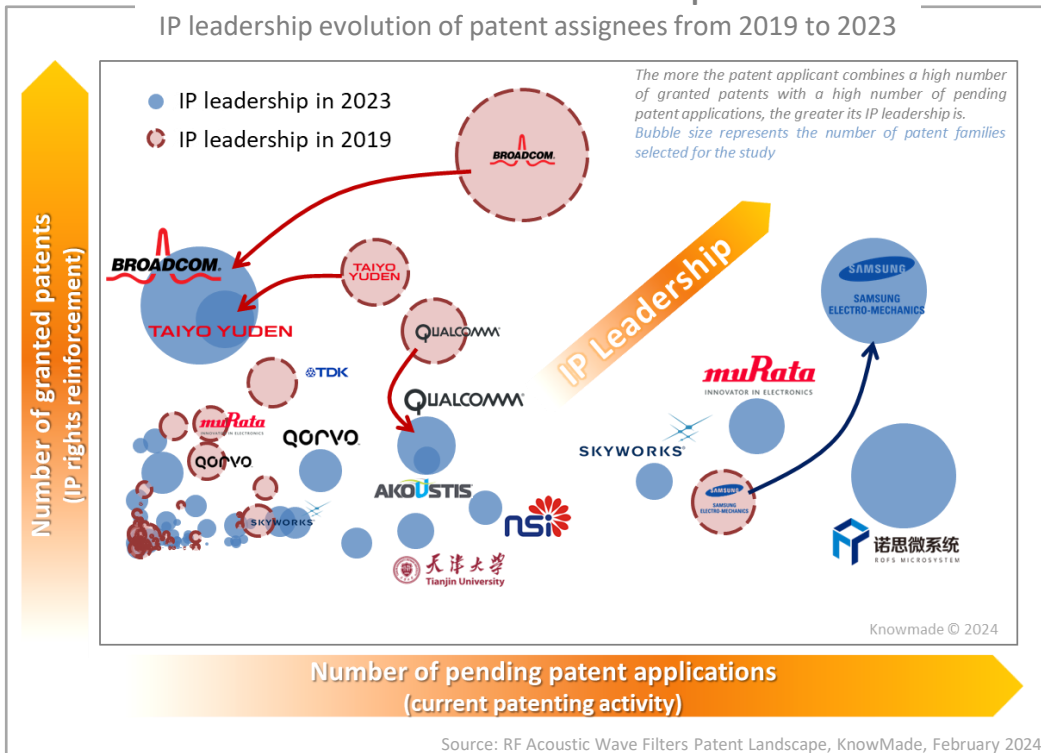 IP leadership evolution of patent assignees from 2019 to 2023
IP leadership in 2023
IP leadership in 2019
The more the patent applicant combines a high number
of granted patents with a high number of pending
patent applications, the greater its IP leadership is.
Bubble size represents the number of patent families
selected for the study
Number of granted patents
(IP rights reinforcement)
BROADCOM
BROADCOM.
TAIYO
YUDEN
TAIYO YUDEN
IP Leadership
SAMSUNG
SAMSUNG
ELECTRO-MECHANICS
QUALCOMM
TDK
QUALCOMM
muRata
INNOVATOR IN ELECTRONICS
muRata
INNOVATOR IN ELECTRONICS
QORVO
QORVO
SKYWORKS
AKOUSTIS
SAMSUNG
SAMSUNG
ELECTRO-MECHANICS
SKYWORKS
nsi
诺思微系统
ROFS MICROSYSTEM
天津大学
Tianjin University
Knowmade © 2024
Number of pending patent applications
(current patenting activity)
Source: RF Acoustic Wave Filters Patent Landscape, KnowMade, February 2024